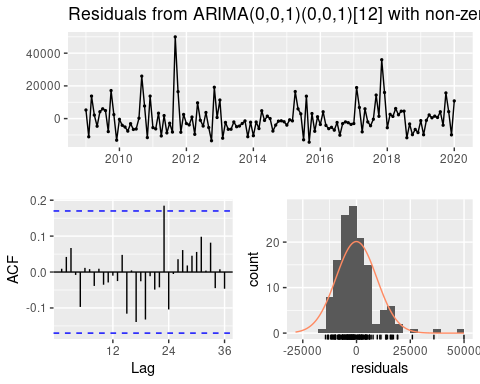 Residuals from ARIMA(0,0,1)(0,0,1)[12] with non-zer
40000
20000
0
2010 2012 2014 2016 2018 2020
0.2
0.1
0.0
-0.1
ACF
12 24 36
Lag
20
10
0
count
-25000 0 25000 50000
residuals